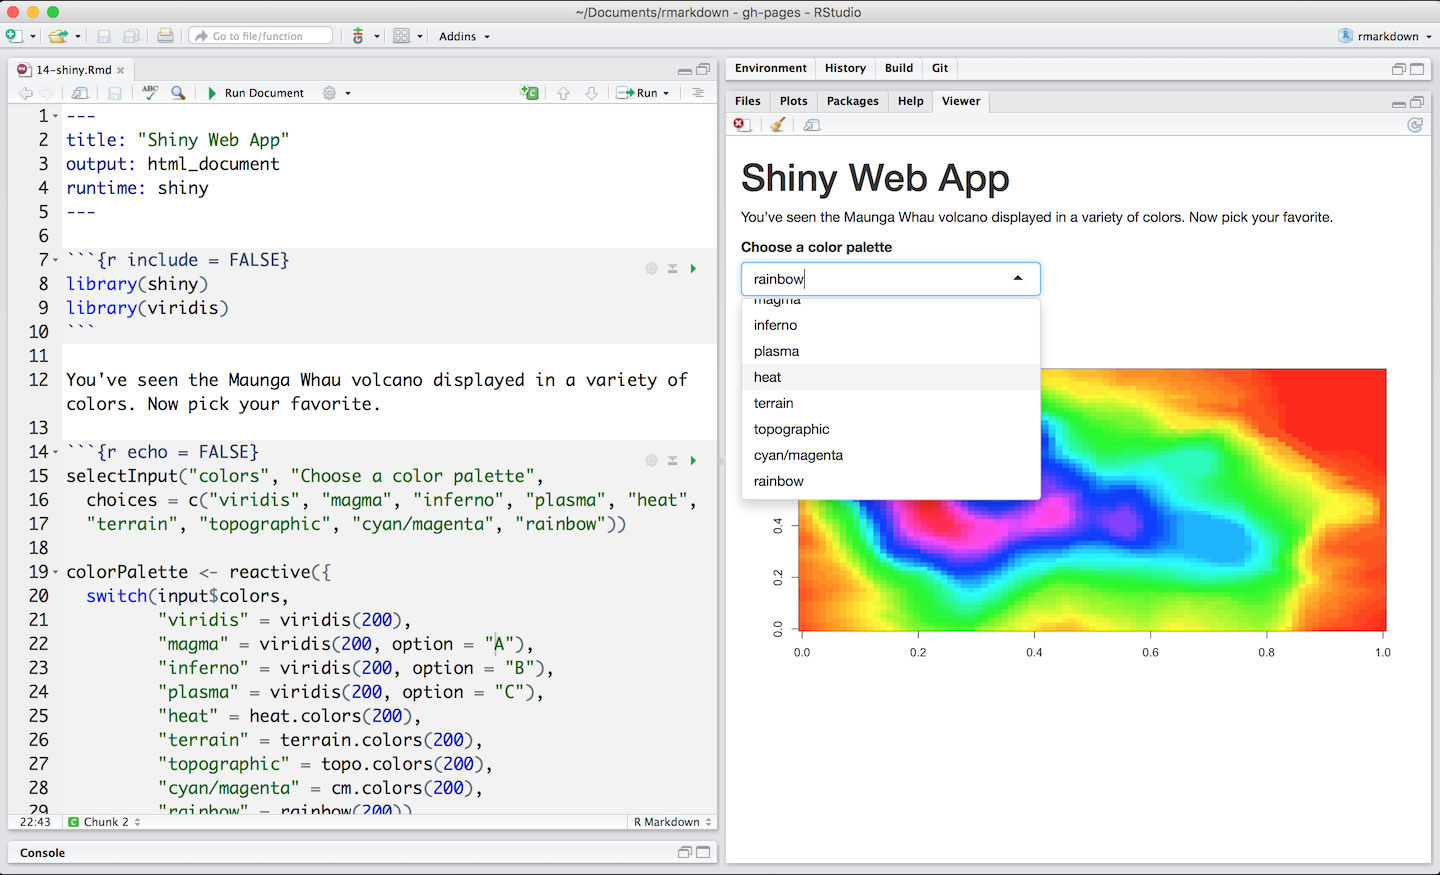 ~/Documents/rmarkdown - gh-pages - RStudio
Go to file/function
Addins
rmarkdown
14-shiny.Rmd
ABC
Run Document
Run
1 ---
2 title: "Shiny Web App"
3 output: html_document
4 runtime: shiny
5 ---
6
7 ```{r include = FALSE}
8 library(shiny)
9 library(viridis)
10 ```
11
12 You've seen the Maunga Whau volcano displayed in a variety of
colors. Now pick your favorite.
13
14 ```{r echo = FALSE}
15 selectInput("colors", "Choose a color palette",
16 choices = c("viridis", "magma", "inferno", "plasma", "heat",
17 "terrain", "topographic", "cyan/magenta", "rainbow"))
18
19 colorPalette <- reactive({
20 switch(input$colors,
21 "viridis" = viridis(200),
22 "magma" = viridis(200, option = "A"),
23 "inferno" = viridis(200, option = "B"),
24 "plasma" = viridis(200, option = "C"),
25 "heat" = heat.colors(200),
26 "terrain" = terrain.colors(200),
27 "topographic" = topo.colors(200),
28 "cyan/magenta" = cm.colors(200),
29 "rainbow" = rainbow(200))
22:43
C Chunk 2
R Markdown
Console
Environment History Build Git
Files Plots Packages Help Viewer
Shiny Web App
You've seen the Maunga Whau volcano displayed in a variety of colors. Now pick your favorite.
Choose a color palette
rainbow
magma
inferno
plasma
heat
terrain
topographic
cyan/magenta
rainbow
0.4
0.2
0.0
0.0 0.2 0.4 0.6 0.8 1.0